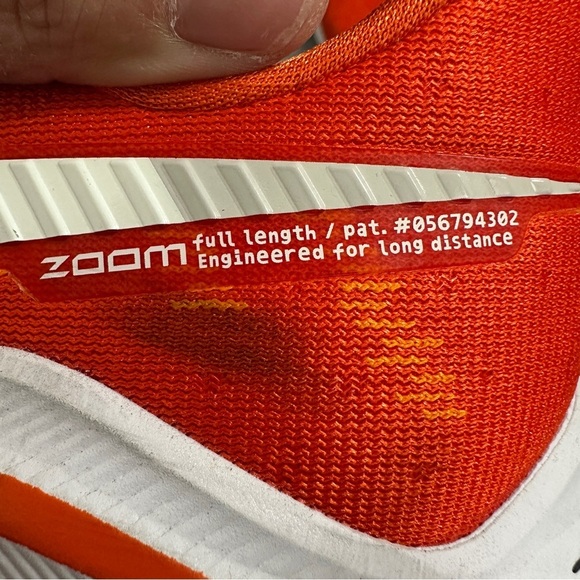 ZOOM full length / pat. #056794302
Engineered for long distance